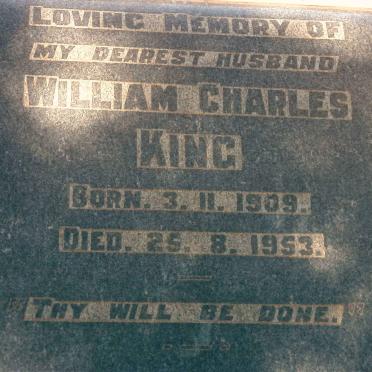 LOVING MEMORY OF
MY DEAREST HUSBAND
WILLIAM CHARLES
KING
BORN. 3. 11. 1909.
DIED. 25. 8. 1953.
"THY WILL BE DONE."